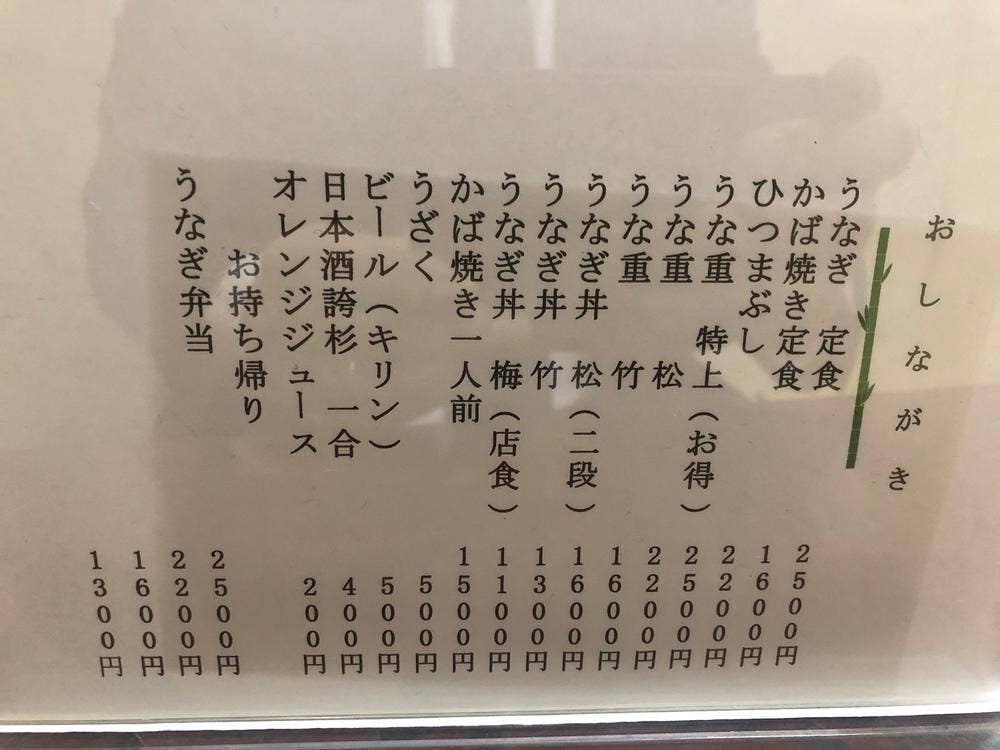 おしながき
うなぎ 定食 2500円
かば焼き定食 1600円
ひつまぶし 2200円
うな重 特上(お得) 2500円
うな重 松 2200円
うな重 竹 1600円
うなぎ丼 松(二段) 1600円
うなぎ丼 竹 1300円
うなぎ丼 梅(店食) 1100円
かば焼き一人前 1500円
うざく 500円
ビール(キリン) 500円
日本酒誇杉 一合 400円
オレンジジュース 200円
お持ち帰り
うなぎ弁当 2500円
2200円
1600円
1300円